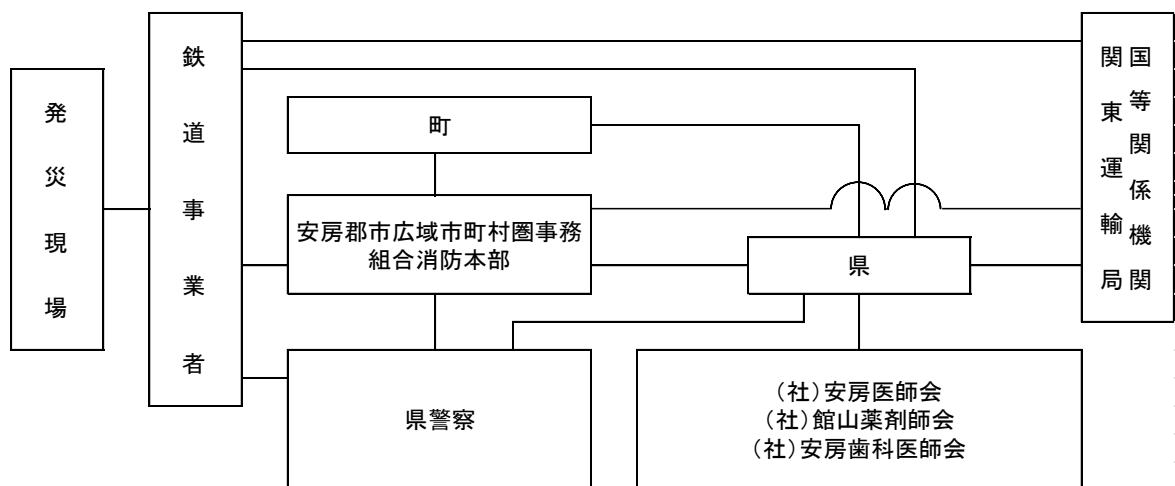 発災現場
鉄道事業者
町
安房郡市広域市町村圏事務
組合消防本部
県警察
県
（社）安房医師会
（社）館山薬剤師会
（社）安房歯科医師会
国等関係機関
関東運輸局